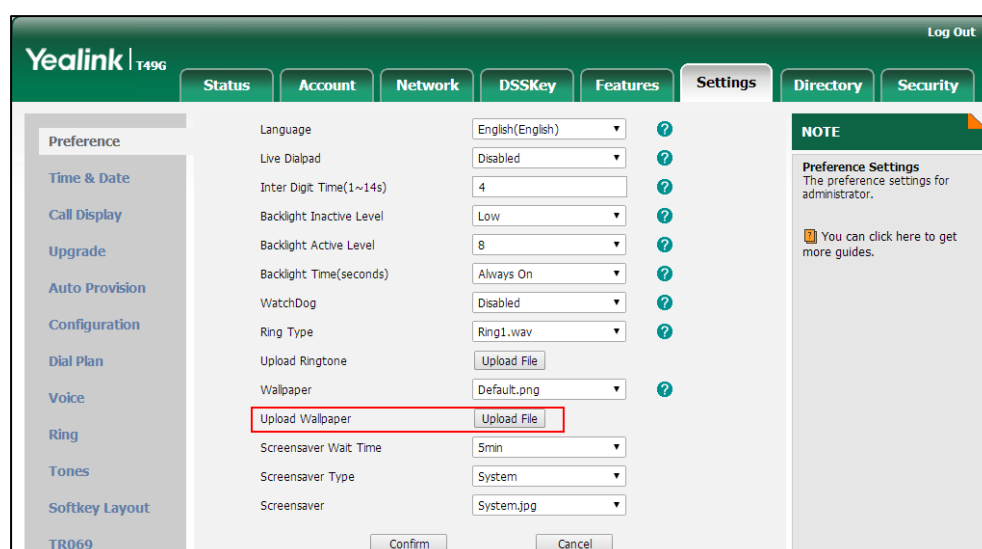 Log Out
Yealink | T49G
Status Account Network DSSKey Features Settings Directory Security
Preference
Time & Date
Call Display
Upgrade
Auto Provision
Configuration
Dial Plan
Voice
Ring
Tones
Softkey Layout
TR069
Language English(English) ?
Live Dialpad Disabled ?
Inter Digit Time(1~14s) 4 ?
Backlight Inactive Level Low ?
Backlight Active Level 8 ?
Backlight Time(seconds) Always On ?
WatchDog Disabled ?
Ring Type Ring1.wav ?
Upload Ringtone Upload File
Wallpaper Default.png ?
Upload Wallpaper Upload File
Screensaver Wait Time 5min
Screensaver Type System
Screensaver System.jpg
Confirm Cancel
NOTE
Preference Settings
The preference settings for
administrator.
? You can click here to get
more guides.